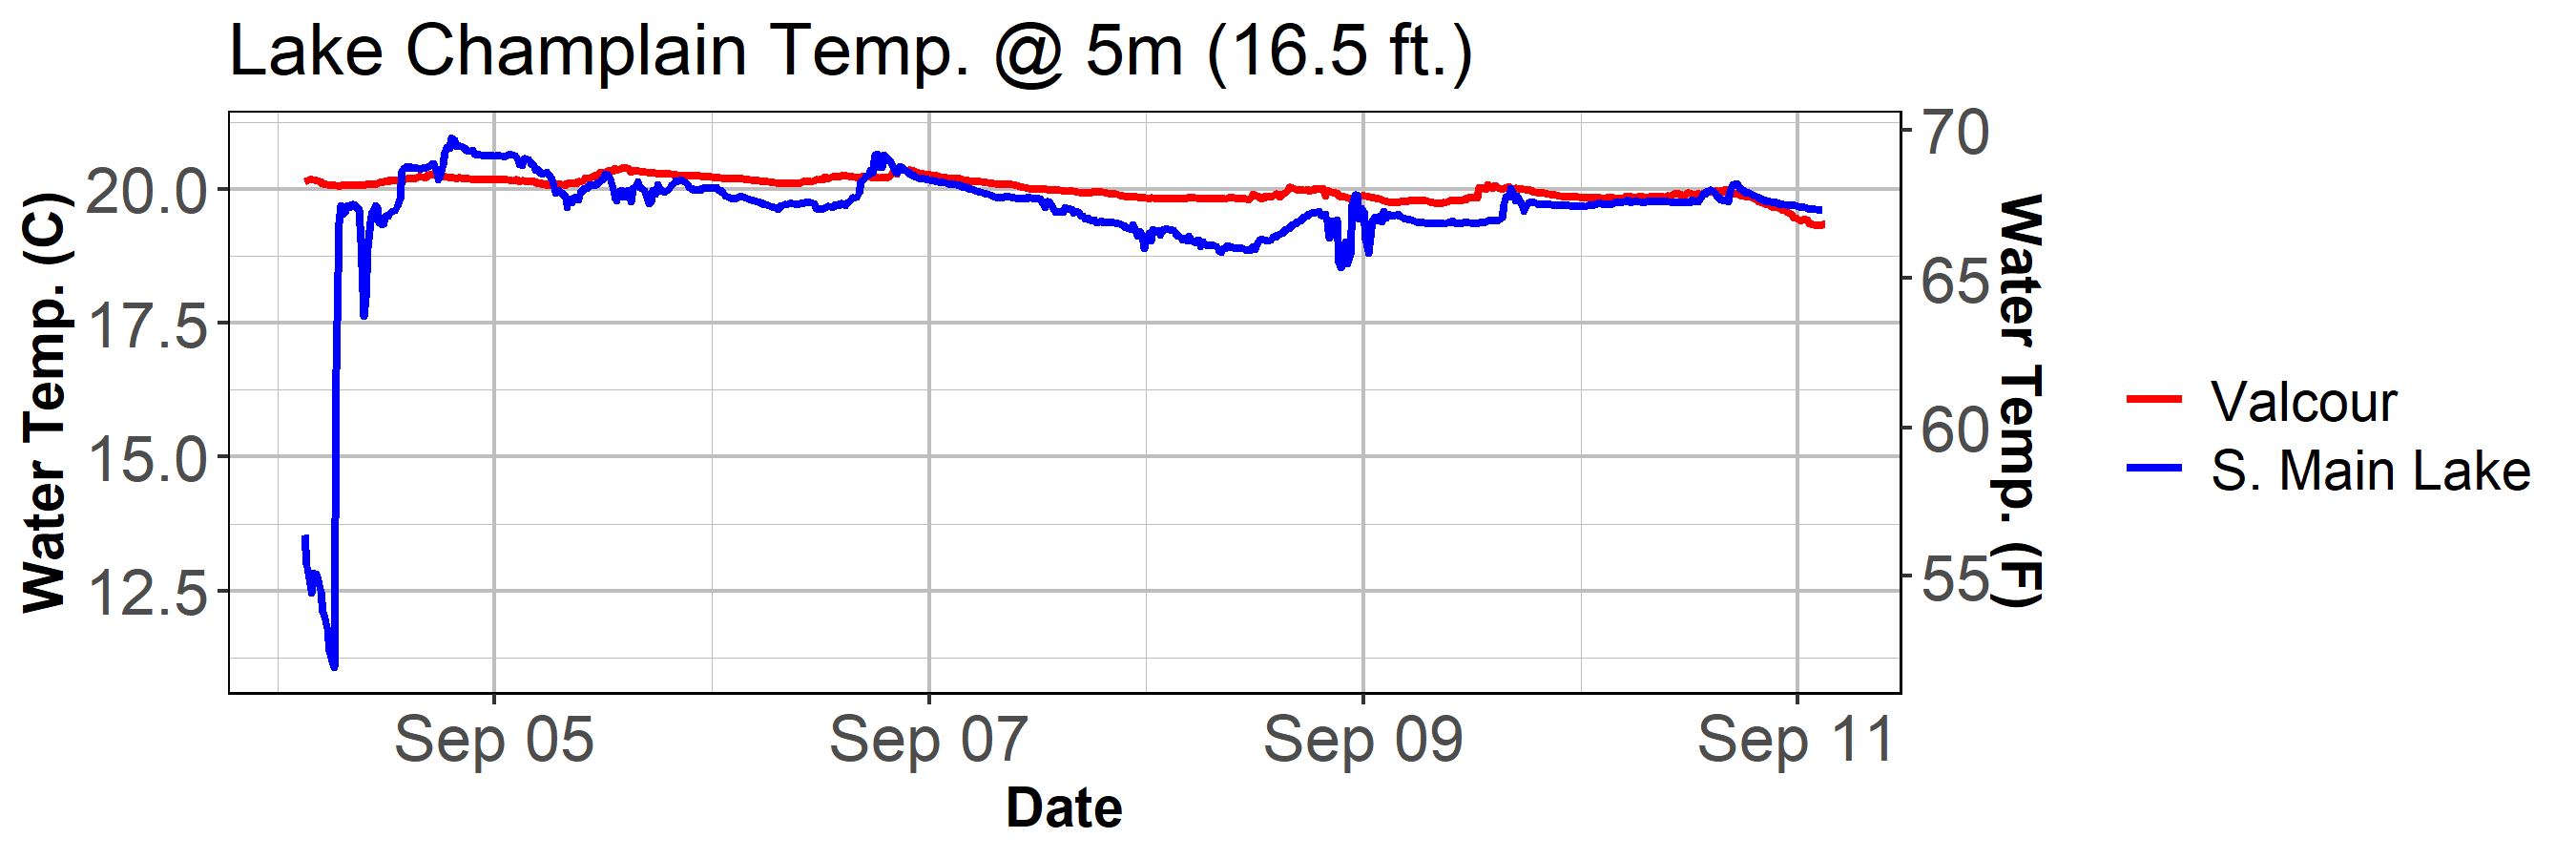 Lake Champlain Temp. @ 5m (16.5 ft.)
Water Temp. (C)
20.0
17.5
15.0
12.5
70
65
60
55
Water Temp. (F)
Sep 05
Sep 07
Sep 09
Sep 11
Date
Valcour
S. Main Lake